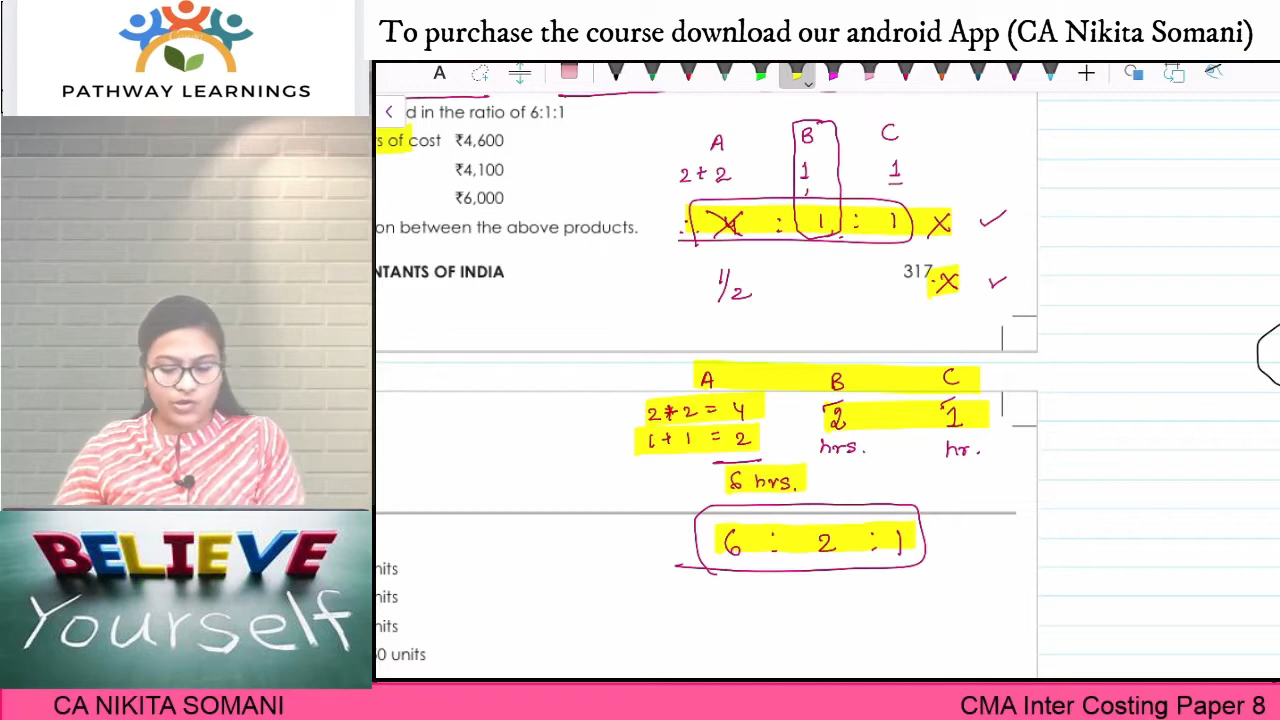 To purchase the course download our android App (CA Nikita Somani)
PATHWAY LEARNINGS
A
d in the ratio of 6:1:1
s of cost ₹4,600
₹4,100
₹6,000
on between the above products.
NTANTS OF INDIA
317
A B C
2+2 1 1
: 4 : 1 : 1 X ✓
1/2 X ✓
A B C
2*2 = 4 2 1
1+1 = 2 hrs. hr.
6 hrs.
6 : 2 : 1
nits
nits
nits
0 units
BELIEVE
Yourself
CA NIKITA SOMANI
CMA Inter Costing Paper 8